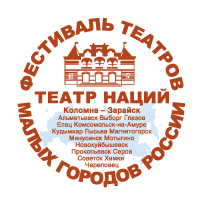 ФЕСТИВАЛЬ ТЕАТРОВ
ТЕАТР НАЦИЙ
Коломна – Зарайск
Альметьевск Выборг Глазов
Елец Комсомольск-на-Амуре
Кудымкар Лысьва Магнитогорск
Минусинск Мотыгино
Новокуйбышевск
Прокопьевск Серов
Советск Химки
Череповец
МАЛЫХ ГОРОДОВ РОССИИ